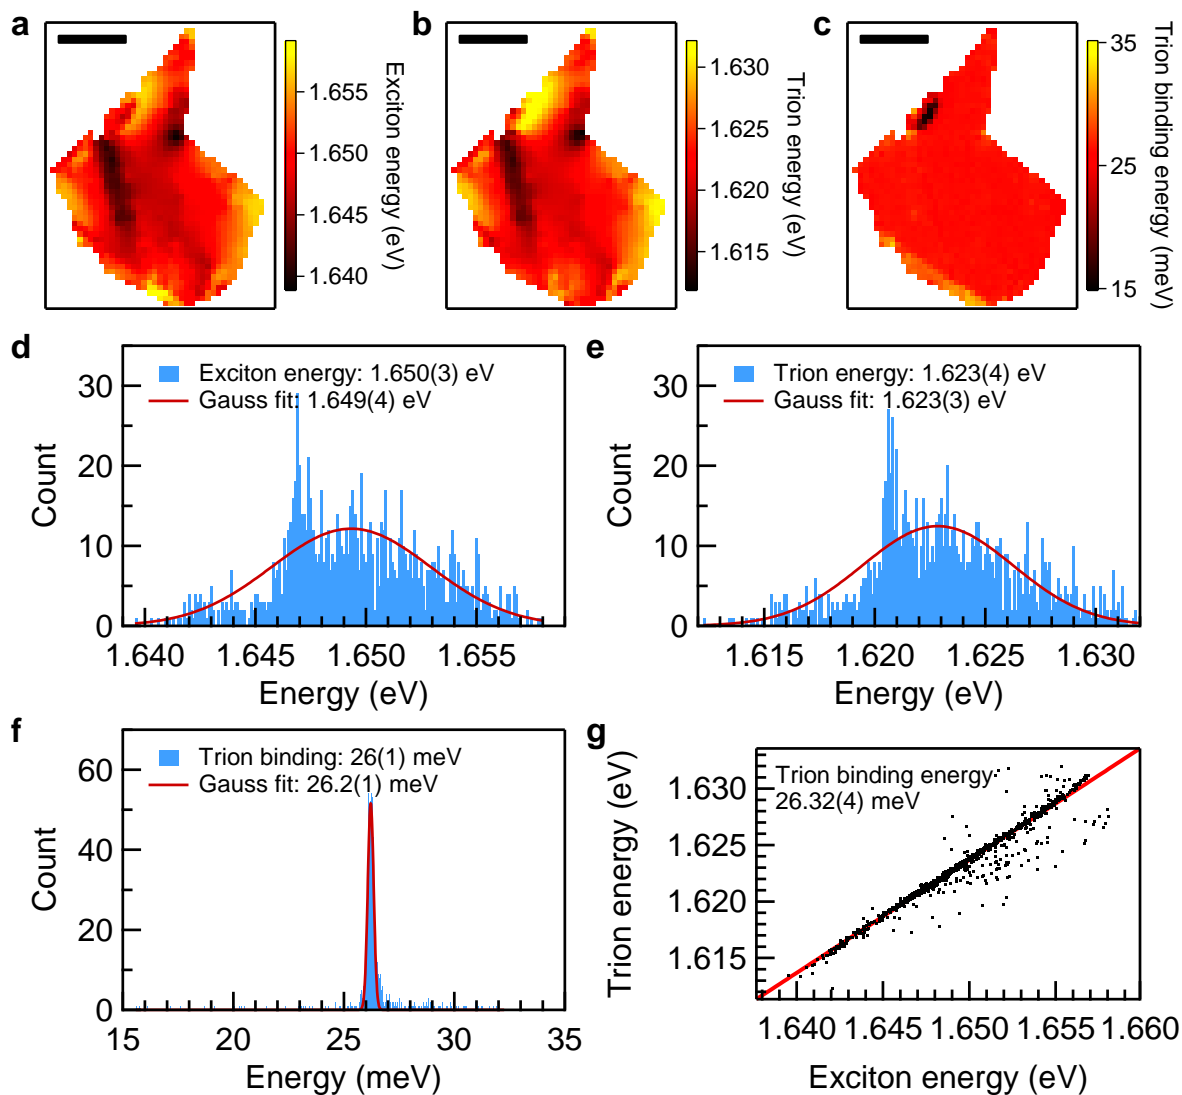 a
1.655
1.650
1.645
1.640
Exciton energy (eV)
b
1.630
1.625
1.620
1.615
Trion energy (eV)
c
35
25
15
Trion binding energy (meV)
d
Exciton energy: 1.650(3) eV
Gauss fit: 1.649(4) eV
30
20
10
0
Count
1.640 1.645 1.650 1.655
Energy (eV)
e
Trion energy: 1.623(4) eV
Gauss fit: 1.623(3) eV
30
20
10
0
Count
1.615 1.620 1.625 1.630
Energy (eV)
f
Trion binding: 26(1) meV
Gauss fit: 26.2(1) meV
60
40
20
0
Count
15 20 25 30 35
Energy (meV)
g
Trion binding energy
26.32(4) meV
1.630
1.625
1.620
1.615
Trion energy (eV)
1.640 1.645 1.650 1.655 1.660
Exciton energy (eV)